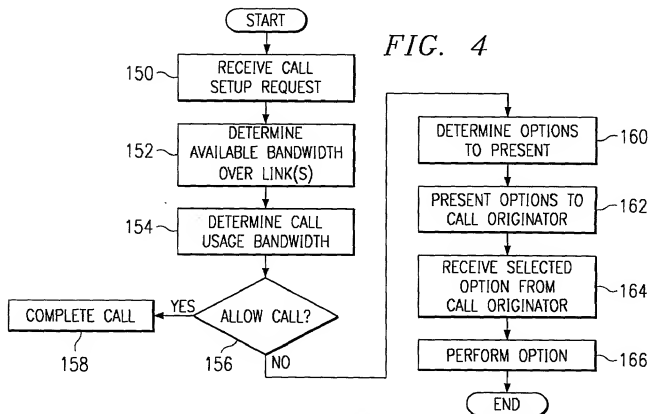 START
FIG. 4
150
RECEIVE CALL
SETUP REQUEST
152
DETERMINE
AVAILABLE BANDWIDTH
OVER LINK(S)
154
DETERMINE CALL
USAGE BANDWIDTH
ALLOW CALL?
156
YES
COMPLETE CALL
158
NO
DETERMINE OPTIONS
TO PRESENT
160
PRESENT OPTIONS TO
CALL ORIGINATOR
162
RECEIVE SELECTED
OPTION FROM
CALL ORIGINATOR
164
PERFORM OPTION
166
END